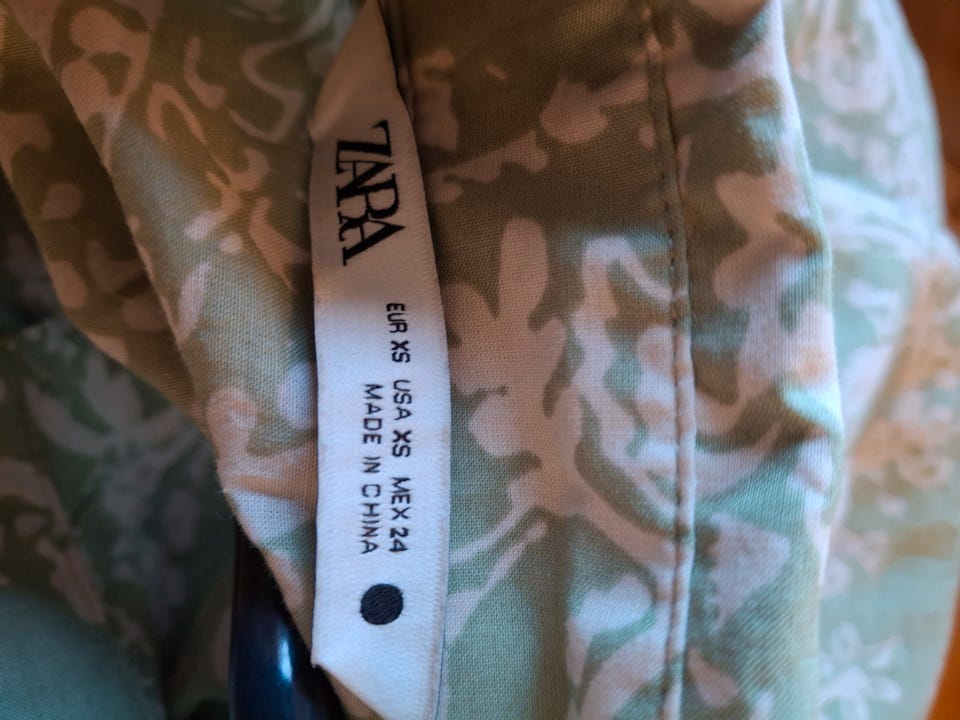 ZARA
EUR XS USA XS MEX 24
MADE IN CHINA